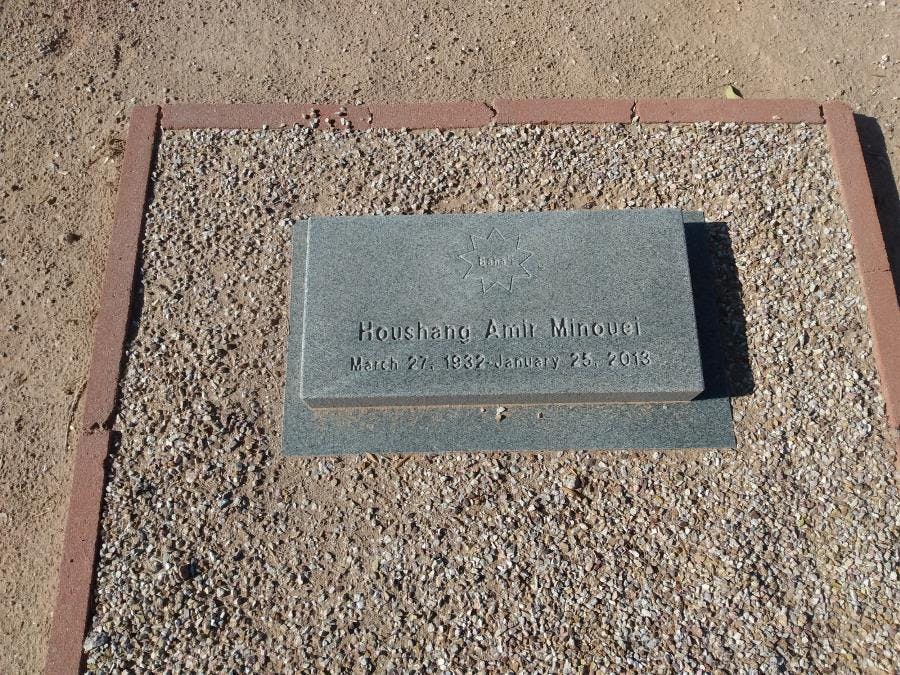 Bahá'í
Houshang Amir Minouei
March 27, 1932-January 25, 2013